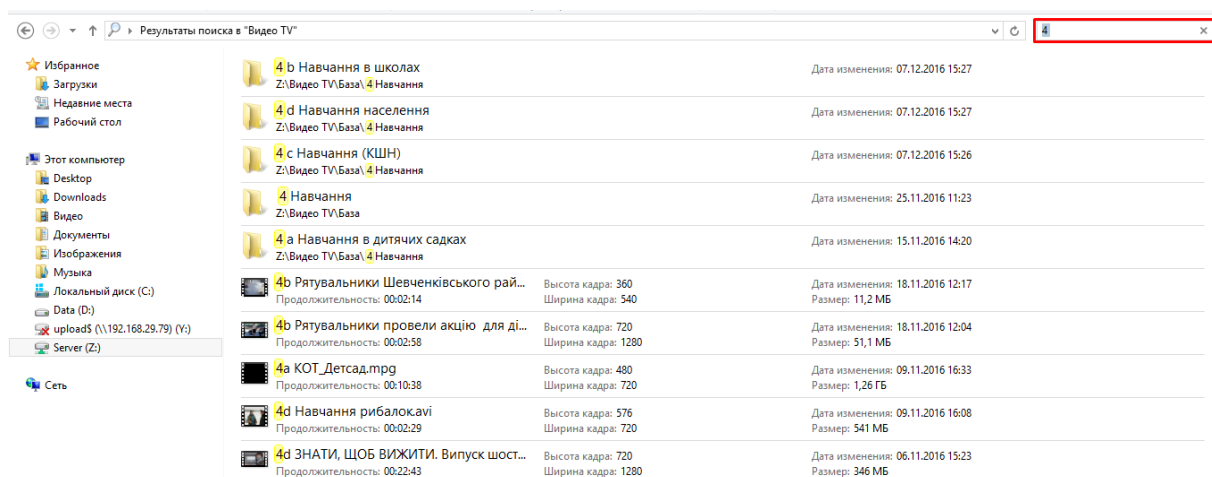 Результаты поиска в "Видео TV"
4
Избранное
Загрузки
Недавние места
Рабочий стол
Этот компьютер
Desktop
Downloads
Видео
Документы
Изображения
Музыка
Локальный диск (C:)
Data (D:)
upload$ (\\192.168.29.79) (Y:)
Server (Z:)
Сеть
4 b Навчання в школах
Z:\Видео TV\База\ 4 Навчання
Дата изменения: 07.12.2016 15:27
4 d Навчання населення
Z:\Видео TV\База\ 4 Навчання
Дата изменения: 07.12.2016 15:27
4 c Навчання (КШН)
Z:\Видео TV\База\ 4 Навчання
Дата изменения: 07.12.2016 15:26
4 Навчання
Z:\Видео TV\База
Дата изменения: 25.11.2016 11:23
4 a Навчання в дитячих садках
Z:\Видео TV\База\ 4 Навчання
Дата изменения: 15.11.2016 14:20
4b Рятувальники Шевченківського рай...
Продолжительность: 00:02:14
Высота кадра: 360
Ширина кадра: 540
Дата изменения: 18.11.2016 12:17
Размер: 11,2 МБ
4b Рятувальники провели акцію для ді...
Продолжительность: 00:02:58
Высота кадра: 720
Ширина кадра: 1280
Дата изменения: 18.11.2016 12:04
Размер: 51,1 МБ
4a КОТ_Детсад.mpg
Продолжительность: 00:10:38
Высота кадра: 480
Ширина кадра: 720
Дата изменения: 09.11.2016 16:33
Размер: 1,26 ГБ
4d Навчання рибалок.avi
Продолжительность: 00:02:29
Высота кадра: 576
Ширина кадра: 720
Дата изменения: 09.11.2016 16:08
Размер: 541 МБ
4d ЗНАТИ, ЩОБ ВИЖИТИ. Випуск шост...
Продолжительность: 00:22:43
Высота кадра: 720
Ширина кадра: 1280
Дата изменения: 06.11.2016 15:23
Размер: 346 МБ